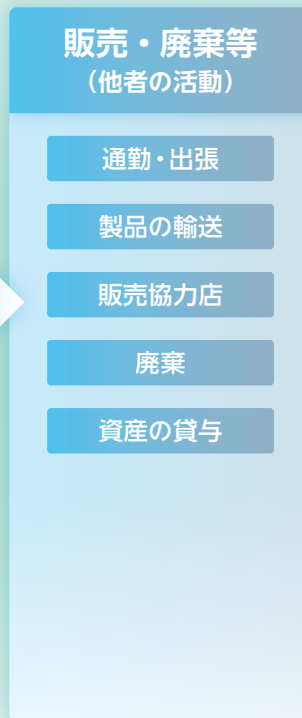 販売・廃棄等
（他者の活動）
通勤・出張
製品の輸送
販売協力店
廃棄
資産の貸与